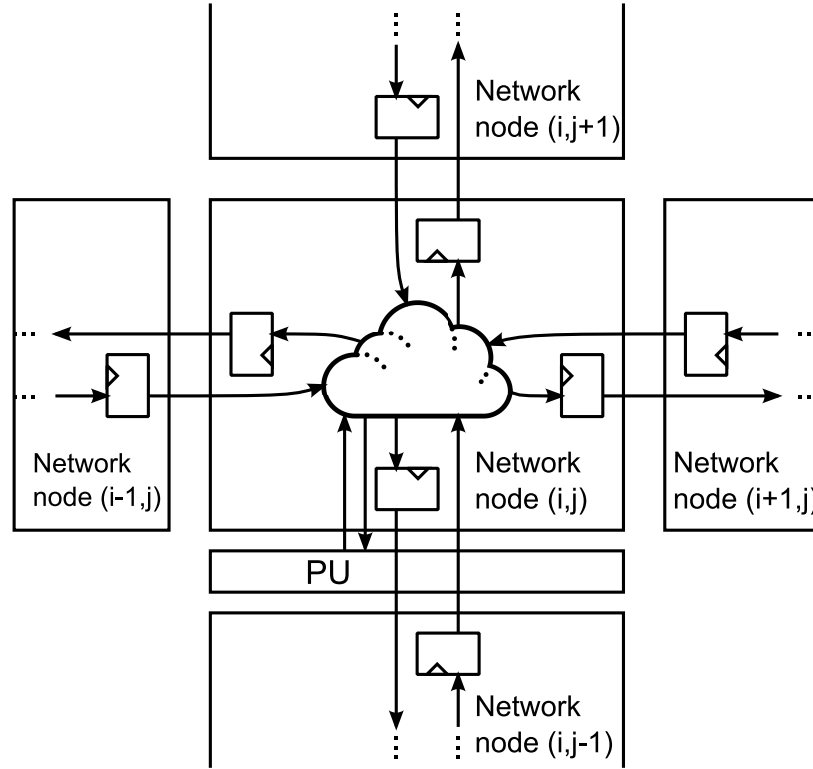 Network
node (i,j+1)
Network
node (i-1,j)
Network
node (i,j)
Network
node (i+1,j)
PU
Network
node (i,j-1)